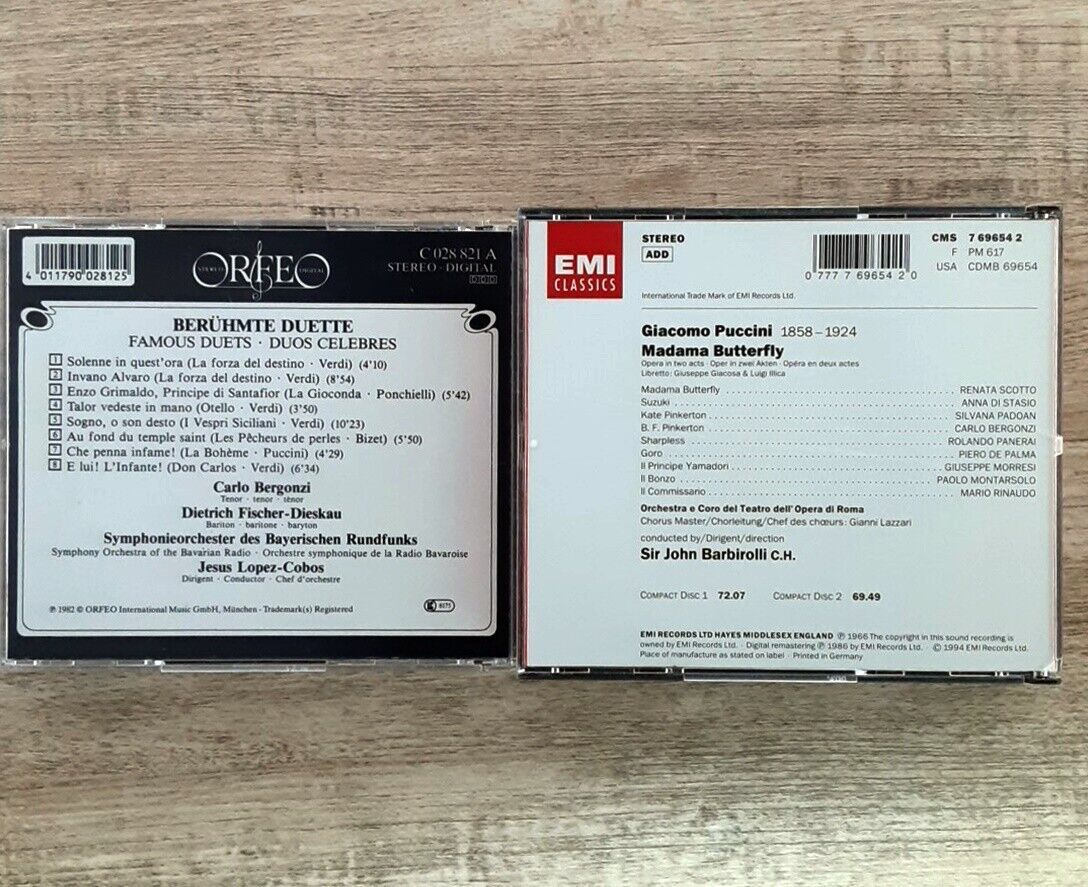 4 011790 028125
STEREO ORFEO DIGITAL
C 028 821 A
STEREO · DIGITAL
DDD
BERÜHMTE DUETTE
FAMOUS DUETS · DUOS CELEBRES
1 Solenne in quest'ora (La forza del destino · Verdi) (4'10)
2 Invano Alvaro (La forza del destino · Verdi) (8'54)
3 Enzo Grimaldo, Principe di Santafior (La Gioconda · Ponchielli) (5'42)
4 Talor vedeste in mano (Otello · Verdi) (3'50)
5 Sogno, o son desto (I Vespri Siciliani · Verdi) (10'23)
6 Au fond du temple saint (Les Pêcheurs de perles · Bizet) (5'50)
7 Che penna infame! (La Bohème · Puccini) (4'29)
8 E lui! L'Infante! (Don Carlos · Verdi) (6'34)
Carlo Bergonzi
Tenor · tenor · ténor
Dietrich Fischer-Dieskau
Bariton · baritone · baryton
Symphonieorchester des Bayerischen Rundfunks
Symphony Orchestra of the Bavarian Radio · Orchestre symphonique de la Radio Bavaroise
Jesus Lopez-Cobos
Dirigent · Conductor · Chef d'orchestre
℗ 1982 © ORFEO International Music GmbH, München · Trademark(s) Registered
8175
EMI
CLASSICS
STEREO
ADD
0 777 7 69654 2 0
CMS 7 69654 2
F PM 617
USA CDMB 69654
International Trade Mark of EMI Records Ltd.
Giacomo Puccini 1858–1924
Madama Butterfly
Opera in two acts · Oper in zwei Akten · Opéra en deux actes
Libretto: Giuseppe Giacosa & Luigi Illica
Madama Butterfly RENATA SCOTTO
Suzuki ANNA DI STASIO
Kate Pinkerton SILVANA PADOAN
B. F. Pinkerton CARLO BERGONZI
Sharpless ROLANDO PANERAI
Goro PIERO DE PALMA
Il Principe Yamadori GIUSEPPE MORRESI
Il Bonzo PAOLO MONTARSOLO
Il Commissario MARIO RINAUDO
Orchestra e Coro del Teatro dell'Opera di Roma
Chorus Master/Chorleitung/Chef des chœurs: Gianni Lazzari
conducted by/Dirigent/direction
Sir John Barbirolli C.H.
COMPACT DISC 1 72.07 COMPACT DISC 2 69.49
EMI RECORDS LTD HAYES MIDDLESEX ENGLAND ℗ 1966 The copyright in this sound recording is
owned by EMI Records Ltd. · Digital remastering ℗ 1986 by EMI Records Ltd. · © 1994 EMI Records Ltd.
Place of manufacture as stated on label · Printed in Germany